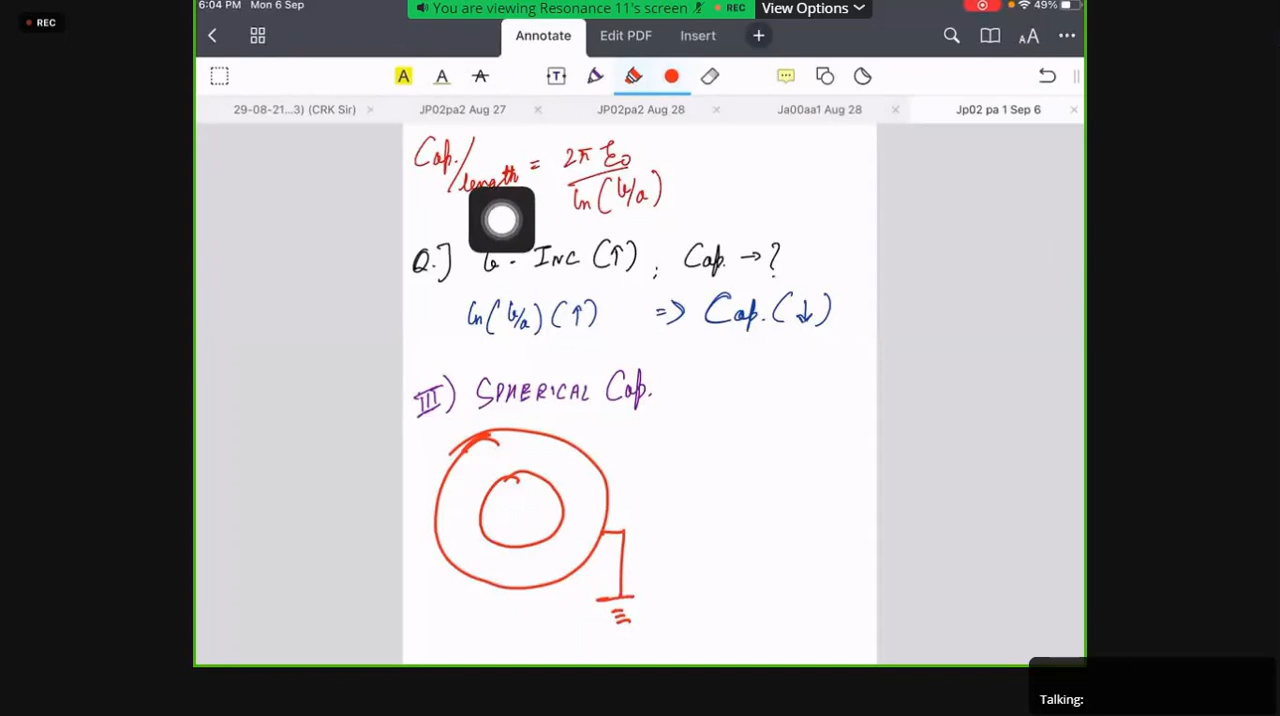 6:04 PM Mon 6 Sep
You are viewing Resonance 11's screen REC View Options
49%
REC
Annotate Edit PDF Insert
AA
A A A T
29-08-21...3) (CRK Sir) × JP02pa2 Aug 27 × JP02pa2 Aug 28 × Ja00aa1 Aug 28 × Jp02 pa 1 Sep 6 ×
Cap./length = 2π ε0 / ln(b/a)
Q.] b - INC (↑) ; Cap. → ?
ln(b/a) (↑) => Cap. (↓)
III) SPHERICAL Cap.
Talking: